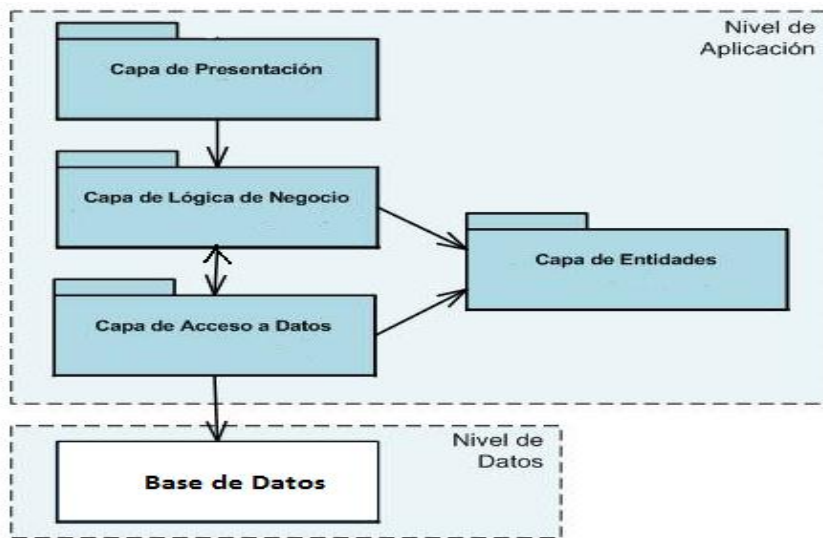 Nivel de
Aplicación
Capa de Presentación
Capa de Lógica de Negocio
Capa de Entidades
Capa de Acceso a Datos
Nivel de
Datos
Base de Datos